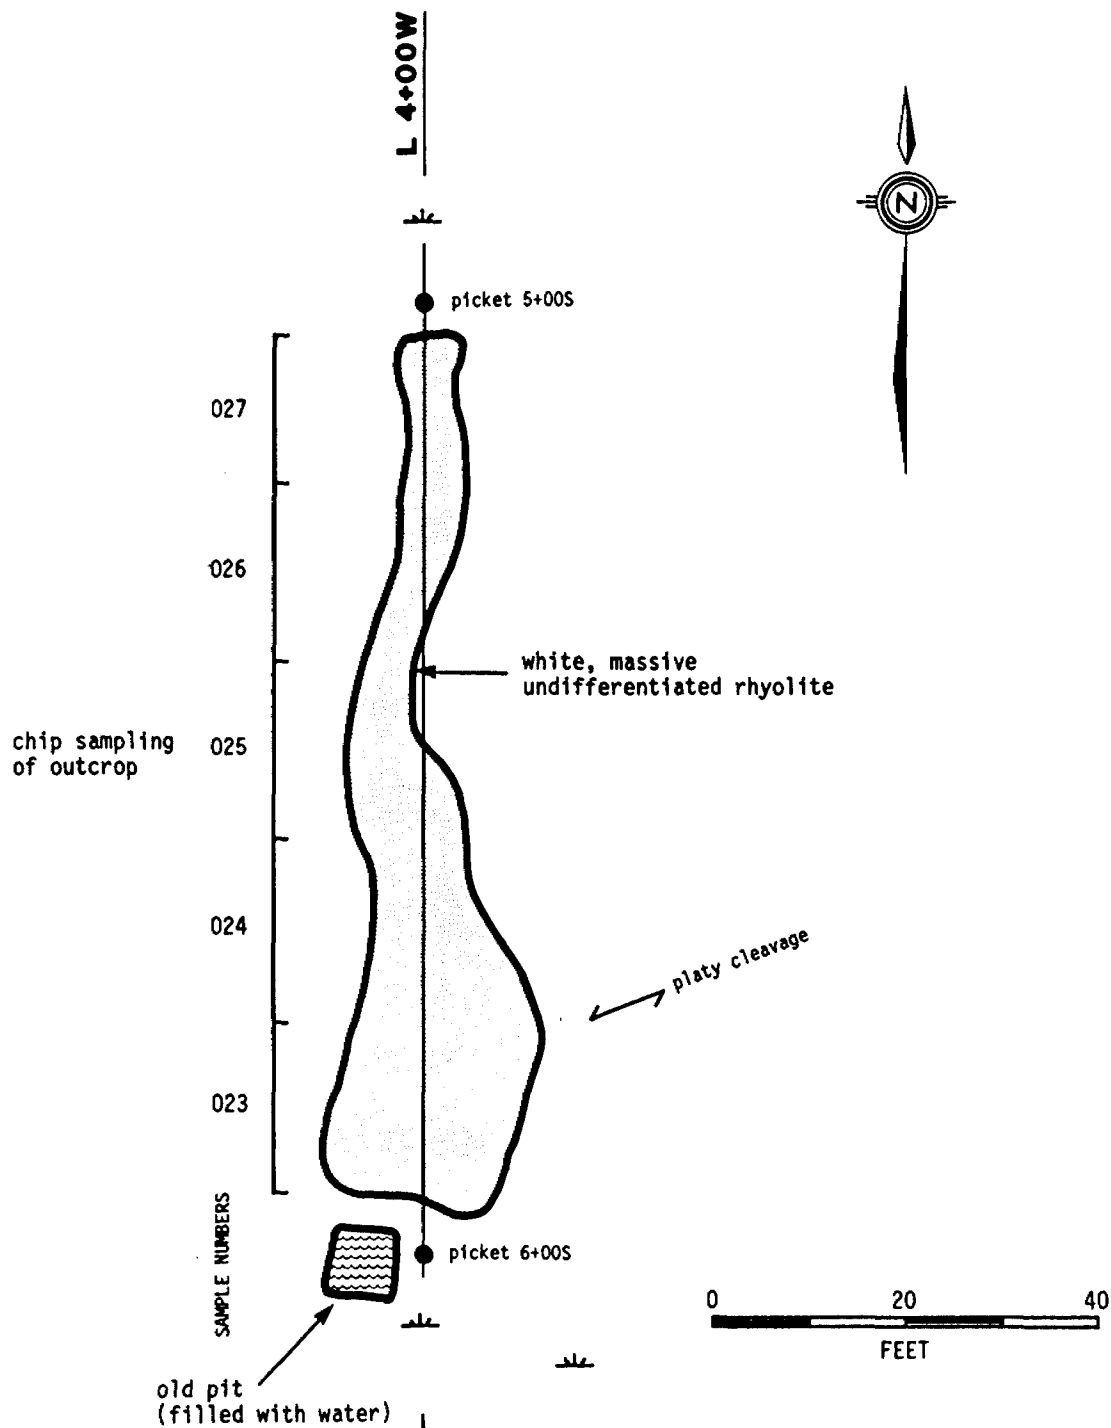 L 4+00W
N
picket 5+00S
027
026
white, massive
undifferentiated rhyolite
chip sampling
of outcrop
025
024
platy cleavage
023
SAMPLE NUMBERS
picket 6+00S
0 20 40
FEET
old pit
(filled with water)